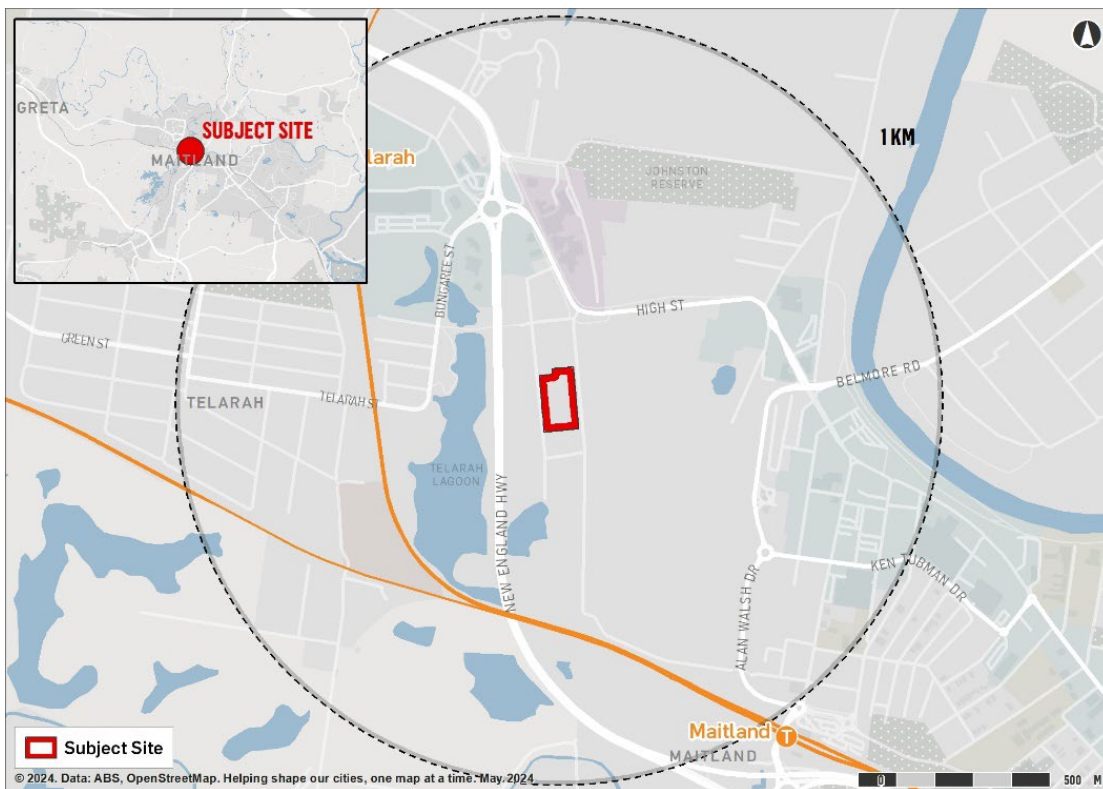 GRETA
SUBJECT SITE
MAITLAND
larah
1 KM
JOHNSTON
RESERVE
BUNGAREE ST
HIGH ST
GREEN ST
BELMORE RD
TELARAH
TELARAH ST
TELARAH
LAGOON
NEW ENGLAND HWY
KEN TUBMAN DR
ALAN WALSH DR
Maitland T
MAITLAND
Subject Site
© 2024. Data: ABS, OpenStreetMap. Helping shape our cities, one map at a time. May 2024
0 500 M